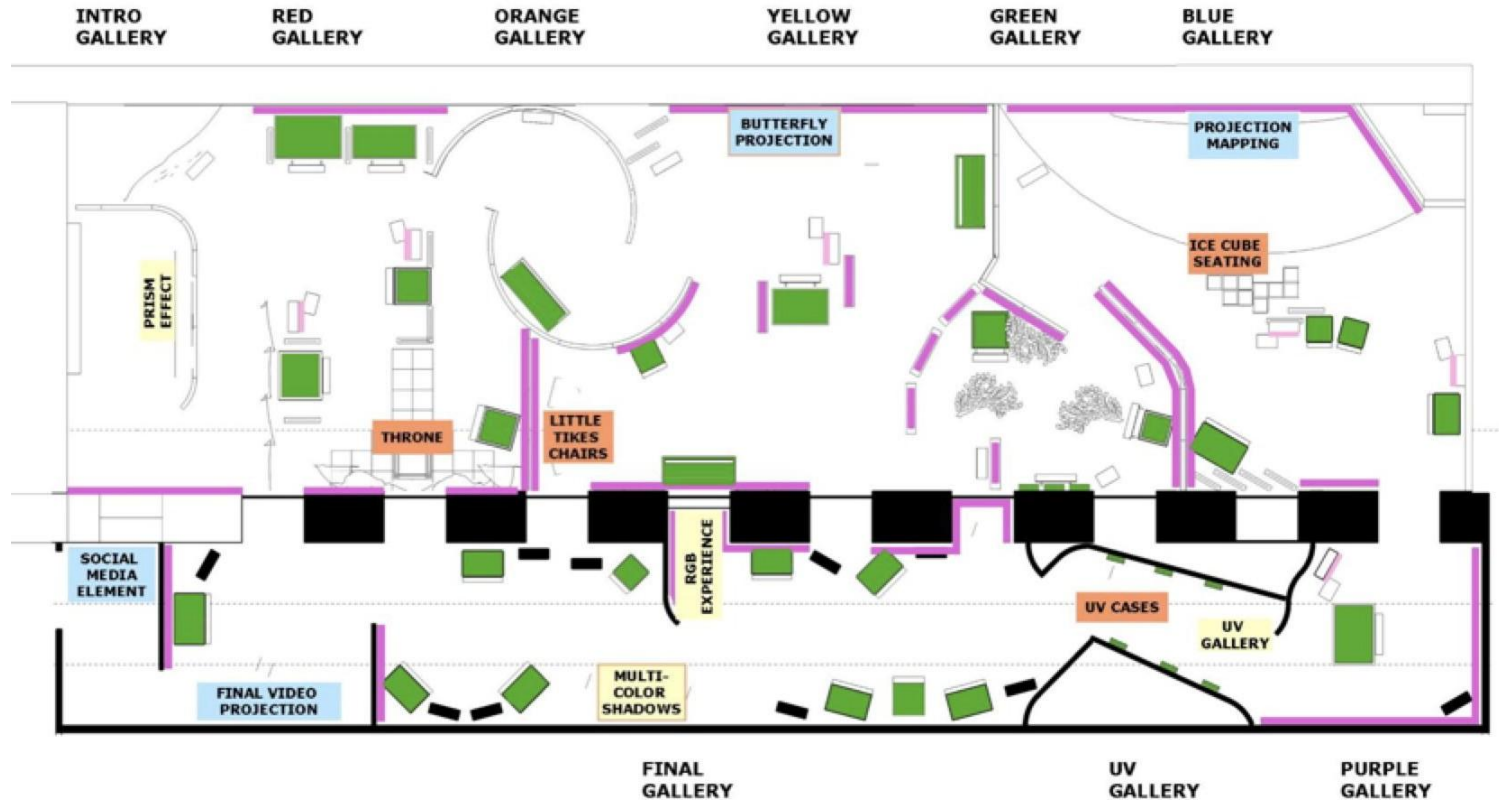 INTRO
GALLERY
RED
GALLERY
ORANGE
GALLERY
YELLOW
GALLERY
GREEN
GALLERY
BLUE
GALLERY
BUTTERFLY
PROJECTION
PROJECTION
MAPPING
PRISM
EFFECT
ICE CUBE
SEATING
THRONE
LITTLE
TIKES
CHAIRS
SOCIAL
MEDIA
ELEMENT
RGB
EXPERIENCE
UV CASES
UV
GALLERY
FINAL VIDEO
PROJECTION
MULTI-
COLOR
SHADOWS
FINAL
GALLERY
UV
GALLERY
PURPLE
GALLERY